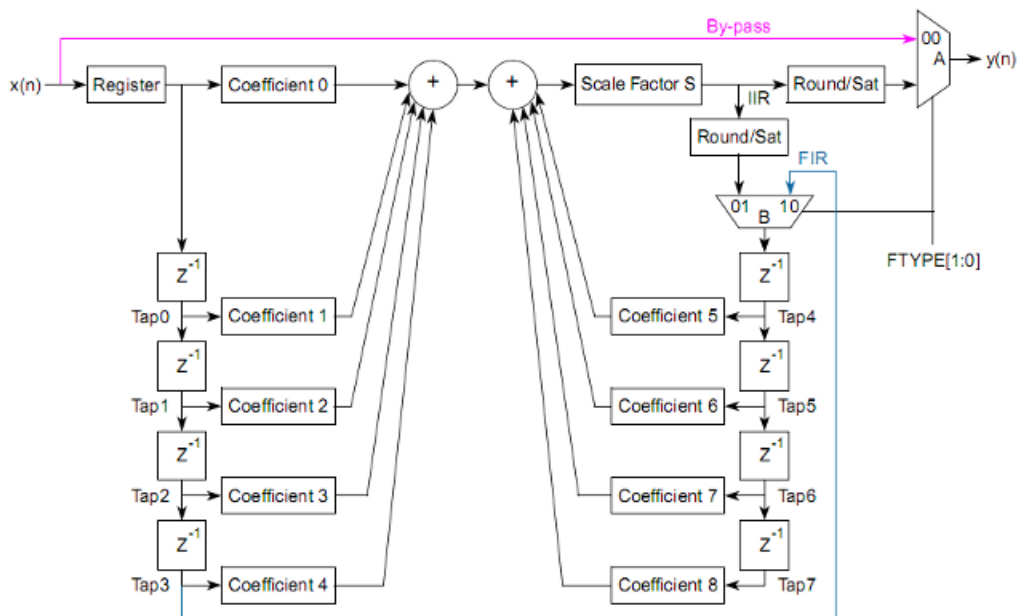 By-pass
00
A
x(n)
Register
Coefficient 0
+
+
Scale Factor S
IIR
Round/Sat
y(n)
Round/Sat
FIR
01
10
B
FTYPE[1:0]
Z-1
Z-1
Tap0
Coefficient 1
Coefficient 5
Tap4
Z-1
Z-1
Tap1
Coefficient 2
Coefficient 6
Tap5
Z-1
Z-1
Tap2
Coefficient 3
Coefficient 7
Tap6
Z-1
Z-1
Tap3
Coefficient 4
Coefficient 8
Tap7